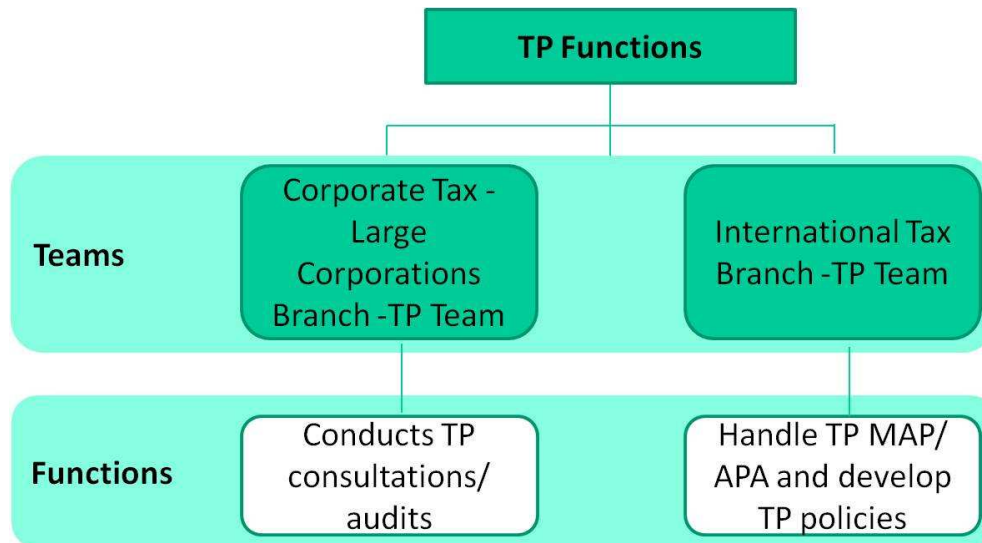 TP Functions
Teams
Corporate Tax -
Large
Corporations
Branch -TP Team
International Tax
Branch -TP Team
Functions
Conducts TP
consultations/
audits
Handle TP MAP/
APA and develop
TP policies